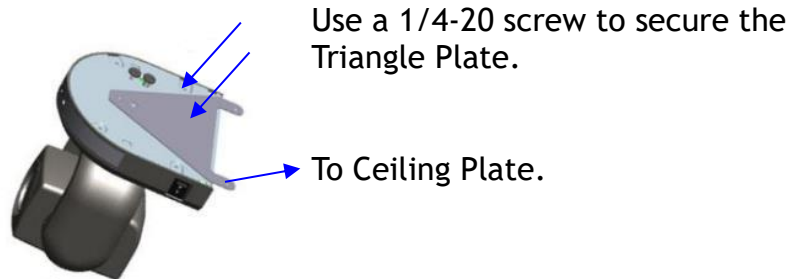 Use a 1/4-20 screw to secure the
Triangle Plate.
To Ceiling Plate.